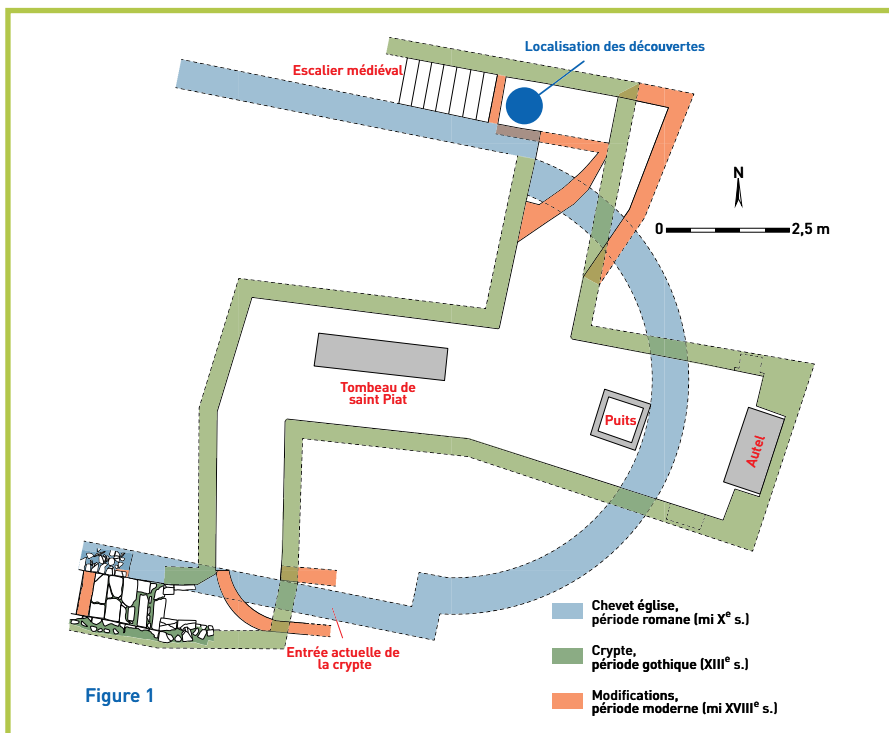 Localisation des découvertes
Escalier médiéval
N
0
2,5 m
Tombeau de
saint Piat
Puits
Autel
Entrée actuelle de
la crypte
Chevet église,
période romane (mi Xe s.)
Crypte,
période gothique (XIIIe s.)
Modifications,
période moderne (mi XVIIIe s.)
Figure 1